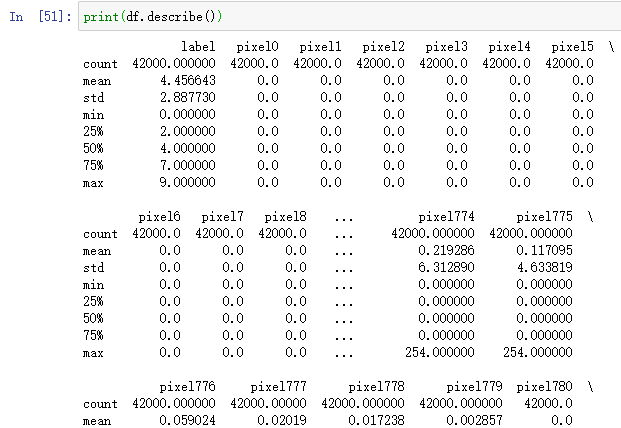 In [51]: print(df.describe())
label pixel0 pixel1 pixel2 pixel3 pixel4 pixel5 \
count 42000.000000 42000.0 42000.0 42000.0 42000.0 42000.0 42000.0
mean 4.456643 0.0 0.0 0.0 0.0 0.0 0.0
std 2.887730 0.0 0.0 0.0 0.0 0.0 0.0
min 0.000000 0.0 0.0 0.0 0.0 0.0 0.0
25% 2.000000 0.0 0.0 0.0 0.0 0.0 0.0
50% 4.000000 0.0 0.0 0.0 0.0 0.0 0.0
75% 7.000000 0.0 0.0 0.0 0.0 0.0 0.0
max 9.000000 0.0 0.0 0.0 0.0 0.0 0.0
pixel6 pixel7 pixel8 ... pixel774 pixel775 \
count 42000.0 42000.0 42000.0 ... 42000.000000 42000.000000
mean 0.0 0.0 0.0 ... 0.219286 0.117095
std 0.0 0.0 0.0 ... 6.312890 4.633819
min 0.0 0.0 0.0 ... 0.000000 0.000000
25% 0.0 0.0 0.0 ... 0.000000 0.000000
50% 0.0 0.0 0.0 ... 0.000000 0.000000
75% 0.0 0.0 0.0 ... 0.000000 0.000000
max 0.0 0.0 0.0 ... 254.000000 254.000000
pixel776 pixel777 pixel778 pixel779 pixel780 \
count 42000.000000 42000.00000 42000.000000 42000.000000 42000.0
mean 0.059024 0.02019 0.017238 0.002857 0.0